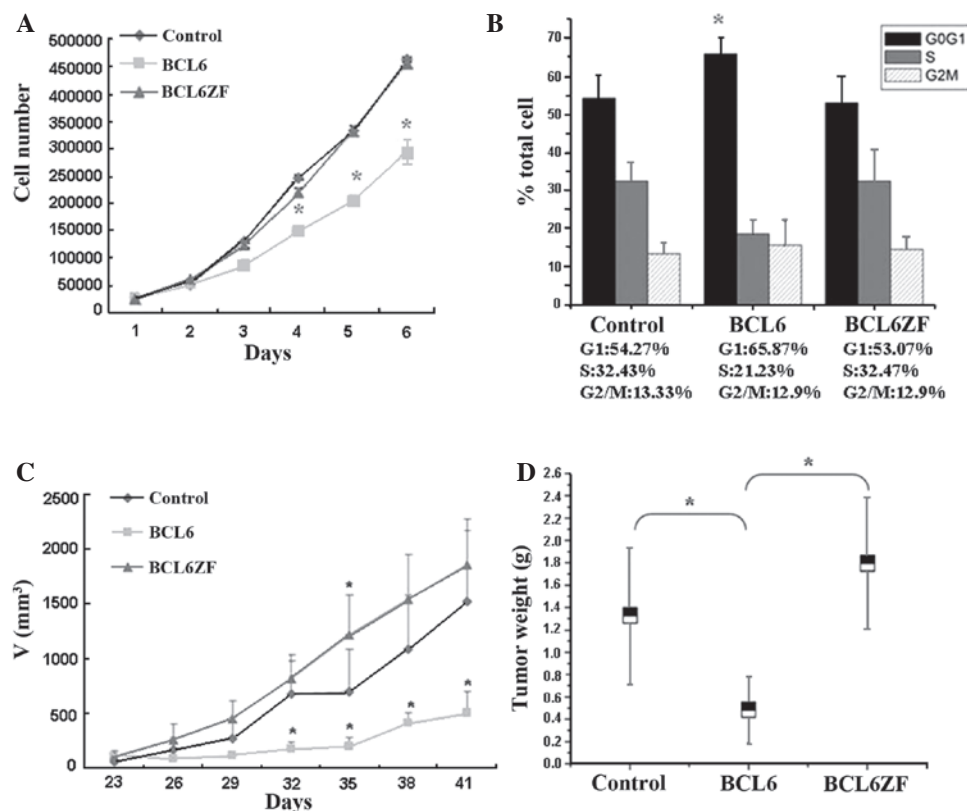 A
Control
BCL6
BCL6ZF
Cell number
500000
450000
400000
350000
300000
250000
200000
150000
100000
50000
0
*
*
*
1 2 3 4 5 6
Days
B
G0G1
S
G2M
% total cell
70
60
50
40
30
20
10
0
*
Control BCL6 BCL6ZF
G1:54.27% G1:65.87% G1:53.07%
S:32.43% S:21.23% S:32.47%
G2/M:13.33% G2/M:12.9% G2/M:12.9%
C
Control
BCL6
BCL6ZF
V (mm³)
2500
2000
1500
1000
500
0
*
* * * *
23 26 29 32 35 38 41
Days
D
Tumor weight (g)
2.6
2.4
2.2
2.0
1.8
1.6
1.4
1.2
1.0
0.8
0.6
0.4
0.2
0.0
* *
Control BCL6 BCL6ZF